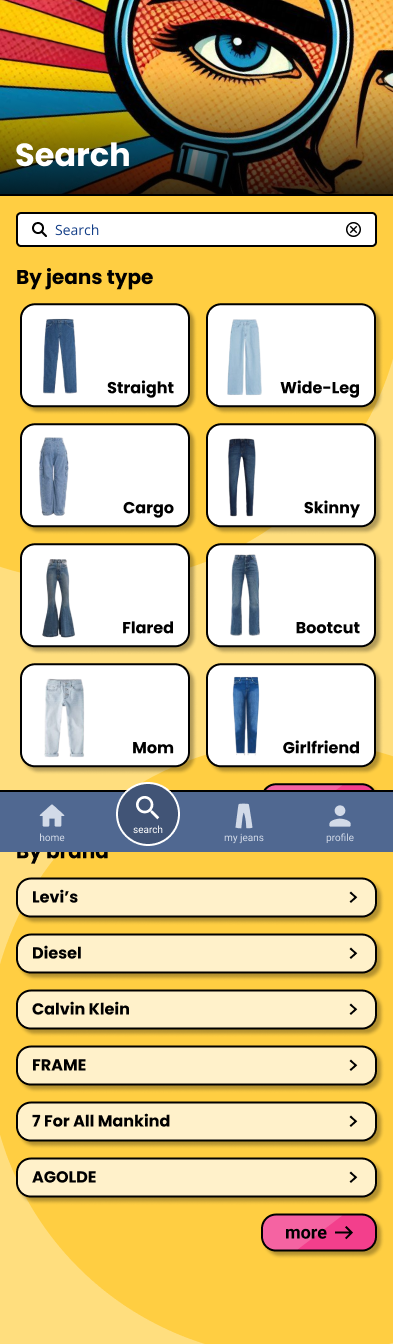 Search
Search
By jeans type
Straight
Wide-Leg
Cargo
Skinny
Flared
Bootcut
Mom
Girlfriend
home
search
my jeans
profile
By brand
Levi’s
Diesel
Calvin Klein
FRAME
7 For All Mankind
AGOLDE
more